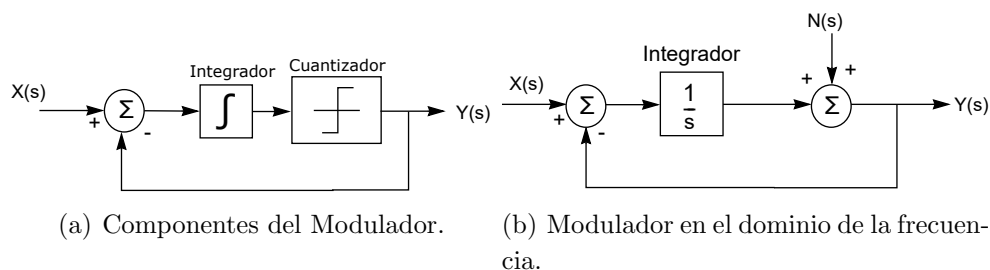 X(s)
Σ
+
-
Integrador
∫
Cuantizador
Y(s)
(a) Componentes del Modulador.
N(s)
X(s)
Σ
+
-
Integrador
1
s
+
+
Σ
Y(s)
(b) Modulador en el dominio de la frecuen-
cia.